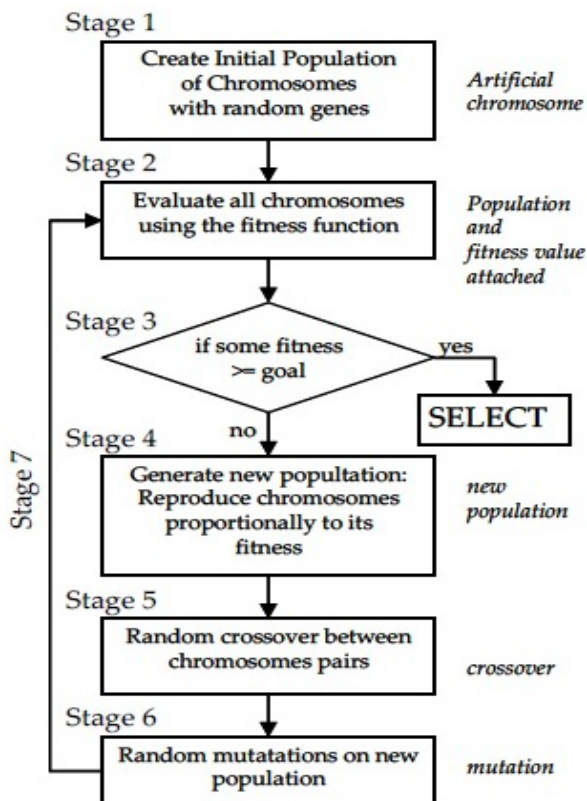 Stage 1
Create Initial Population
of Chromosomes
with random genes
Artificial
chromosome
Stage 2
Evaluate all chromosomes
using the fitness function
Population
and
fitness value
attached
Stage 3
if some fitness
>= goal
yes
SELECT
no
Stage 4
Generate new popultation:
Reproduce chromosomes
proportionally to its
fitness
new
population
Stage 5
Random crossover between
chromosomes pairs
crossover
Stage 6
Random mutatations on new
population
mutation
Stage 7